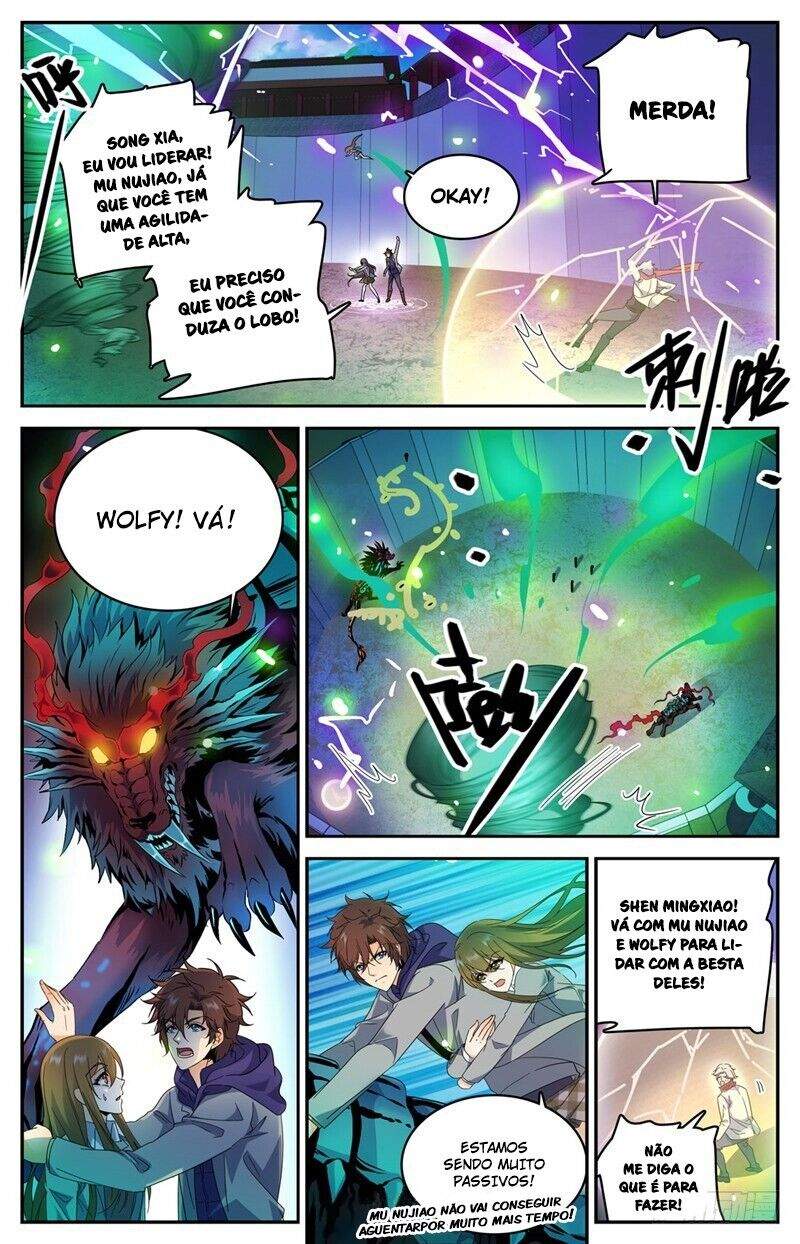 呼
SONG XIA,
EU VOU LIDERAR!
MU NUJIAO, JÁ
QUE VOCÊ TEM
UMA AGILIDA-
DE ALTA,
EU PRECISO
QUE VOCÊ CON-
DUZA O LOBO!
OKAY!
MERDA!
刺啦
WOLFY! VÁ!
ESTAMOS
SENDO MUITO
PASSIVOS!
MU NUJIAO NÃO VAI CONSEGUIR
AGUENTARPOR MUITO MAIS TEMPO!
SHEN MINGXIAO!
VÁ COM MU NUJIAO
E WOLFY PARA LI-
DAR COM A BESTA
DELES!
NÃO
ME DIGA O
QUE É PARA
FAZER!